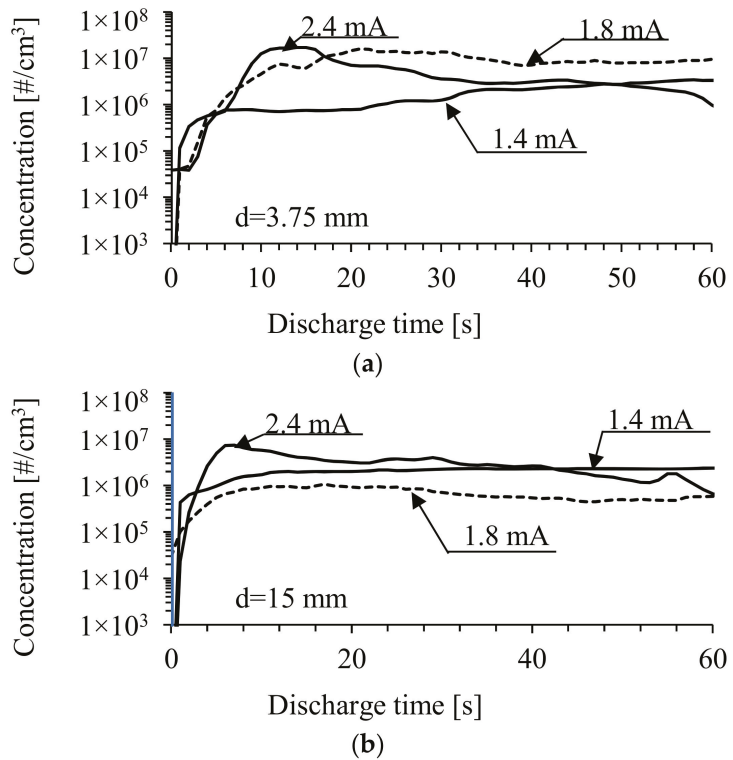 Concentration [#/cm³]
1×10⁸
1×10⁷
1×10⁶
1×10⁵
1×10⁴
1×10³
2.4 mA
1.8 mA
1.4 mA
d=3.75 mm
0 10 20 30 40 50 60
Discharge time [s]
(a)
Concentration [#/cm³]
1×10⁸
1×10⁷
1×10⁶
1×10⁵
1×10⁴
1×10³
2.4 mA
1.4 mA
1.8 mA
d=15 mm
0 20 40 60
Discharge time [s]
(b)